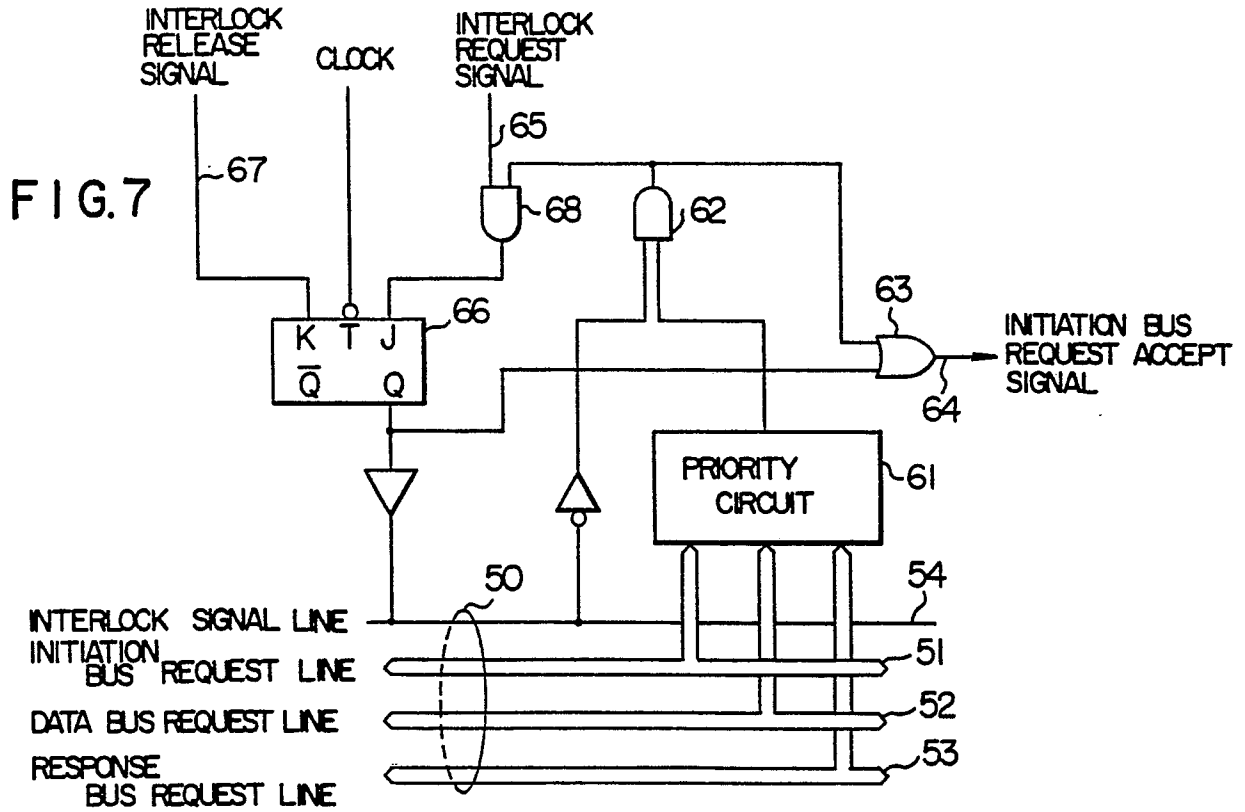 INTERLOCK
RELEASE
SIGNAL
CLOCK
INTERLOCK
REQUEST
SIGNAL
65
67
FIG. 7
68
62
63
66
K T J
Q̅ Q
INITIATION BUS
REQUEST ACCEPT
SIGNAL
64
PRIORITY
CIRCUIT
61
50
54
INTERLOCK SIGNAL LINE
INITIATION
BUS REQUEST LINE
51
DATA BUS REQUEST LINE
52
RESPONSE
BUS REQUEST LINE
53